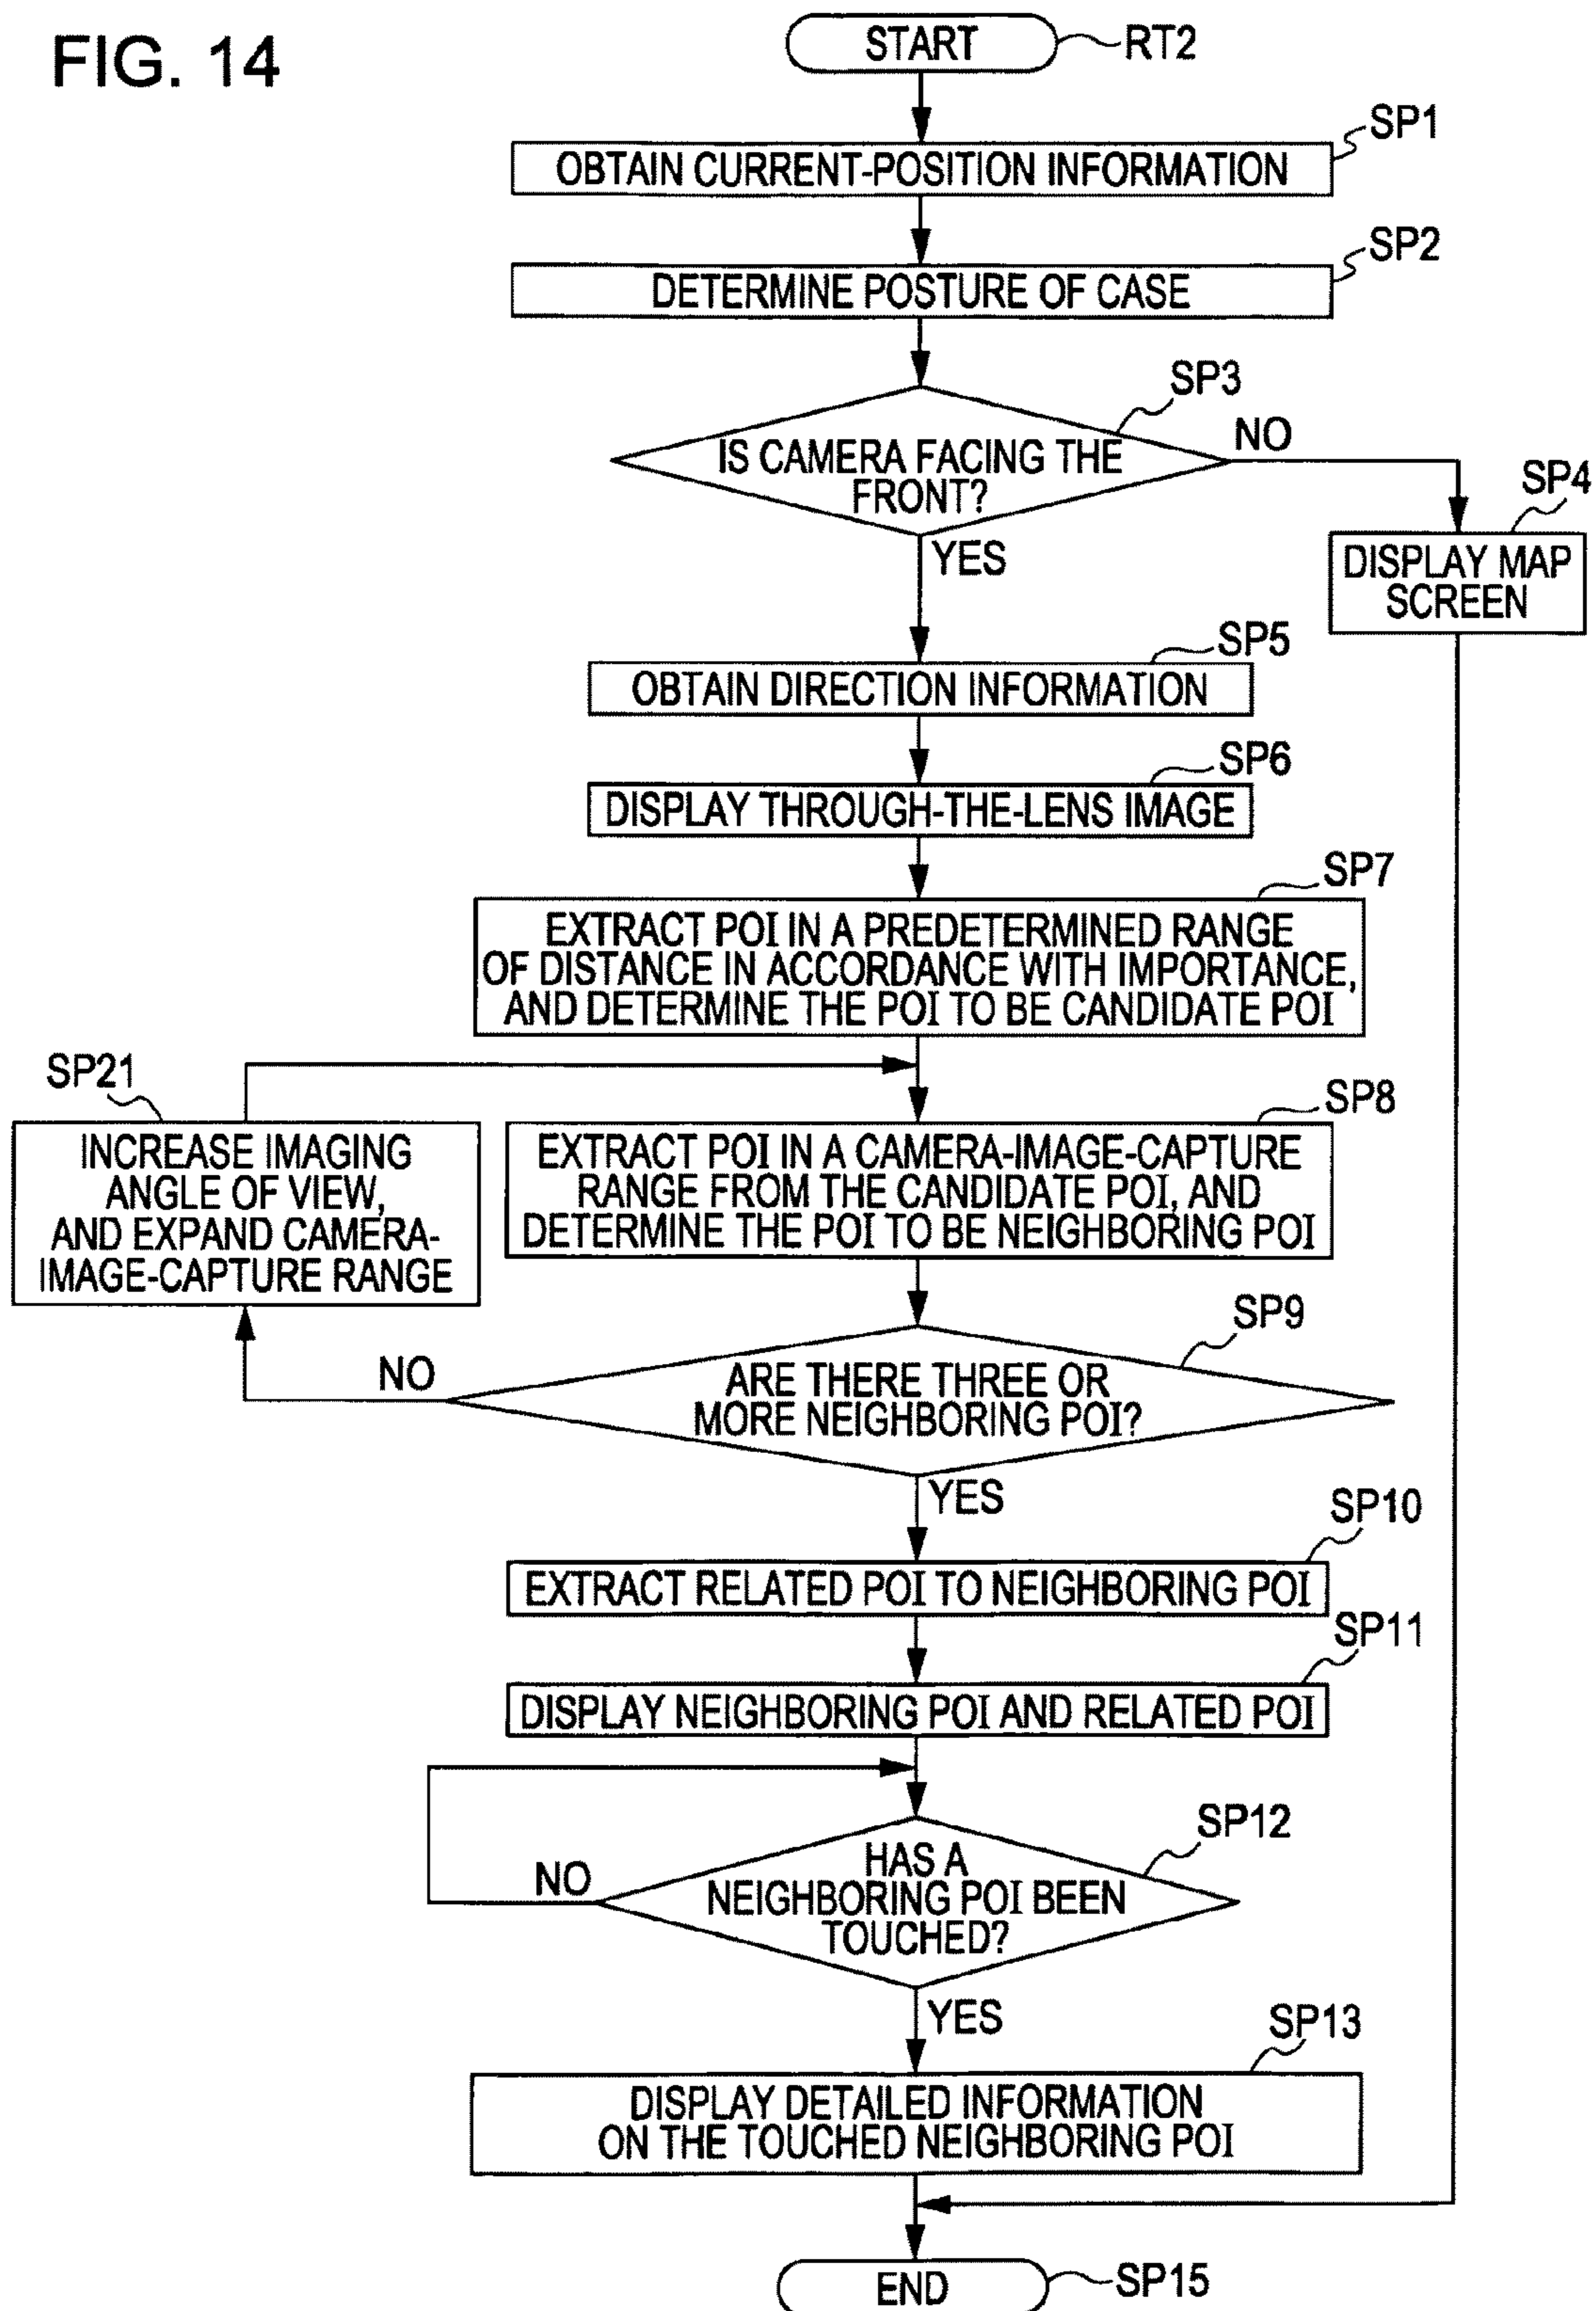 FIG. 14
START
RT2
SP1
OBTAIN CURRENT-POSITION INFORMATION
SP2
DETERMINE POSTURE OF CASE
SP3
IS CAMERA FACING THE
FRONT?
NO
YES
SP4
DISPLAY MAP
SCREEN
SP5
OBTAIN DIRECTION INFORMATION
SP6
DISPLAY THROUGH-THE-LENS IMAGE
SP7
EXTRACT POI IN A PREDETERMINED RANGE
OF DISTANCE IN ACCORDANCE WITH IMPORTANCE,
AND DETERMINE THE POI TO BE CANDIDATE POI
SP21
INCREASE IMAGING
ANGLE OF VIEW,
AND EXPAND CAMERA-
IMAGE-CAPTURE RANGE
SP8
EXTRACT POI IN A CAMERA-IMAGE-CAPTURE
RANGE FROM THE CANDIDATE POI, AND
DETERMINE THE POI TO BE NEIGHBORING POI
SP9
NO
ARE THERE THREE OR
MORE NEIGHBORING POI?
YES
SP10
EXTRACT RELATED POI TO NEIGHBORING POI
SP11
DISPLAY NEIGHBORING POI AND RELATED POI
SP12
NO
HAS A
NEIGHBORING POI BEEN
TOUCHED?
YES
SP13
DISPLAY DETAILED INFORMATION
ON THE TOUCHED NEIGHBORING POI
END
SP15